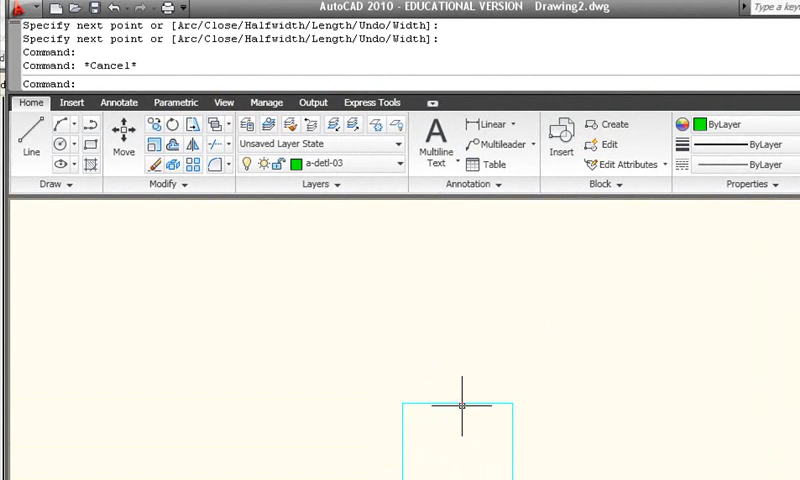 AutoCAD 2010 - EDUCATIONAL VERSION Drawing2.dwg
Type a key
Specify next point or [Arc/Close/Halfwidth/Length/Undo/Width]:
Specify next point or [Arc/Close/Halfwidth/Length/Undo/Width]:
Command:
Command: *Cancel*
Command:
Home Insert Annotate Parametric View Manage Output Express Tools
Line
Move
Unsaved Layer State
a-detl-03
A
Multiline
Text
Linear
Multileader
Table
Insert
Create
Edit
Edit Attributes
ByLayer
ByLayer
ByLayer
Draw Modify Layers Annotation Block Properties